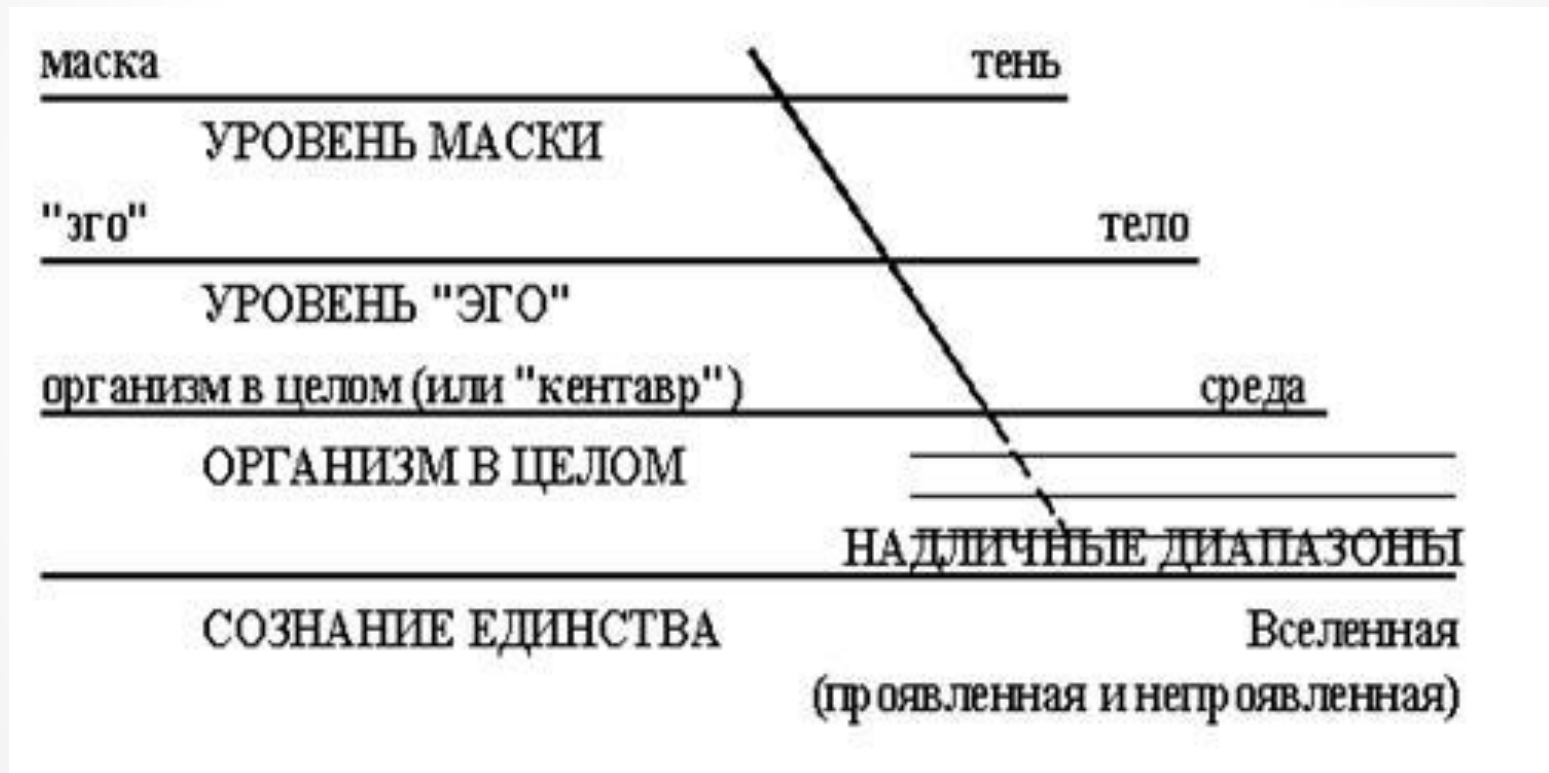 маска тень
УРОВЕНЬ МАСКИ
"эго" тело
УРОВЕНЬ "ЭГО"
организм в целом (или "кентавр") среда
ОРГАНИЗМ В ЦЕЛОМ
НАДЛИЧНЫЕ ДИАПАЗОНЫ
СОЗНАНИЕ ЕДИНСТВА Вселенная
(проявленная и непроявленная)